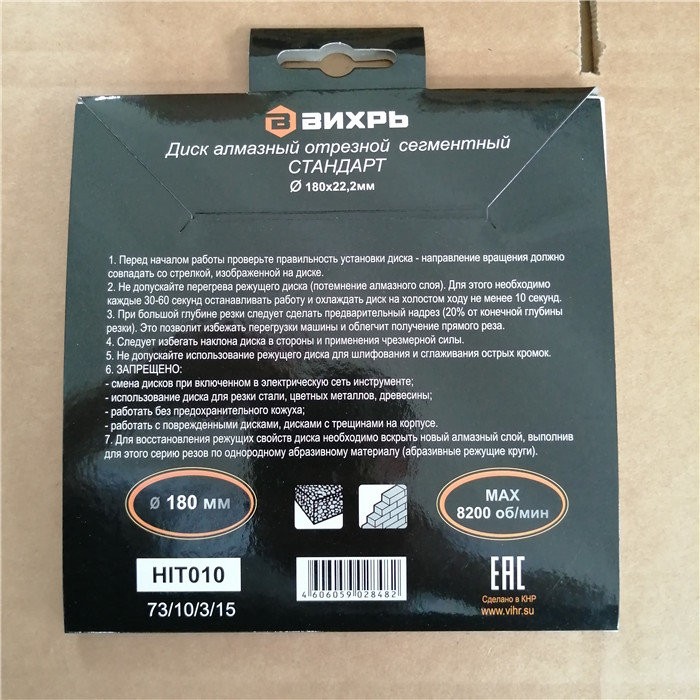 ВИХРЬ
Диск алмазный отрезной сегментный
СТАНДАРТ
Ø 180х22,2мм
1. Перед началом работы проверьте правильность установки диска - направление вращения должно
совпадать со стрелкой, изображенной на диске.
2. Не допускайте перегрева режущего диска (потемнение алмазного слоя). Для этого необходимо
каждые 30-60 секунд останавливать работу и охлаждать диск на холостом ходу не менее 10 секунд.
3. При большой глубине резки следует сделать предварительный надрез (20% от конечной глубины
резки). Это позволит избежать перегрузки машины и облегчит получение прямого реза.
4. Следует избегать наклона диска в стороны и применения чрезмерной силы.
5. Не допускайте использование режущего диска для шлифования и сглаживания острых кромок.
6. ЗАПРЕЩЕНО:
- смена дисков при включенном в электрическую сеть инструменте;
- использование диска для резки стали, цветных металлов, древесины;
- работать без предохранительного кожуха;
- работать с поврежденными дисками, дисками с трещинами на корпусе.
7. Для восстановления режущих свойств диска необходимо вскрыть новый алмазный слой, выполнив
для этого серию резов по однородному абразивному материалу (абразивные режущие круги).
Ø 180 мм
MAX
8200 об/мин
HIT010
73/10/3/15
4 606059 028482
EAC
Сделано в КНР
www.vihr.su